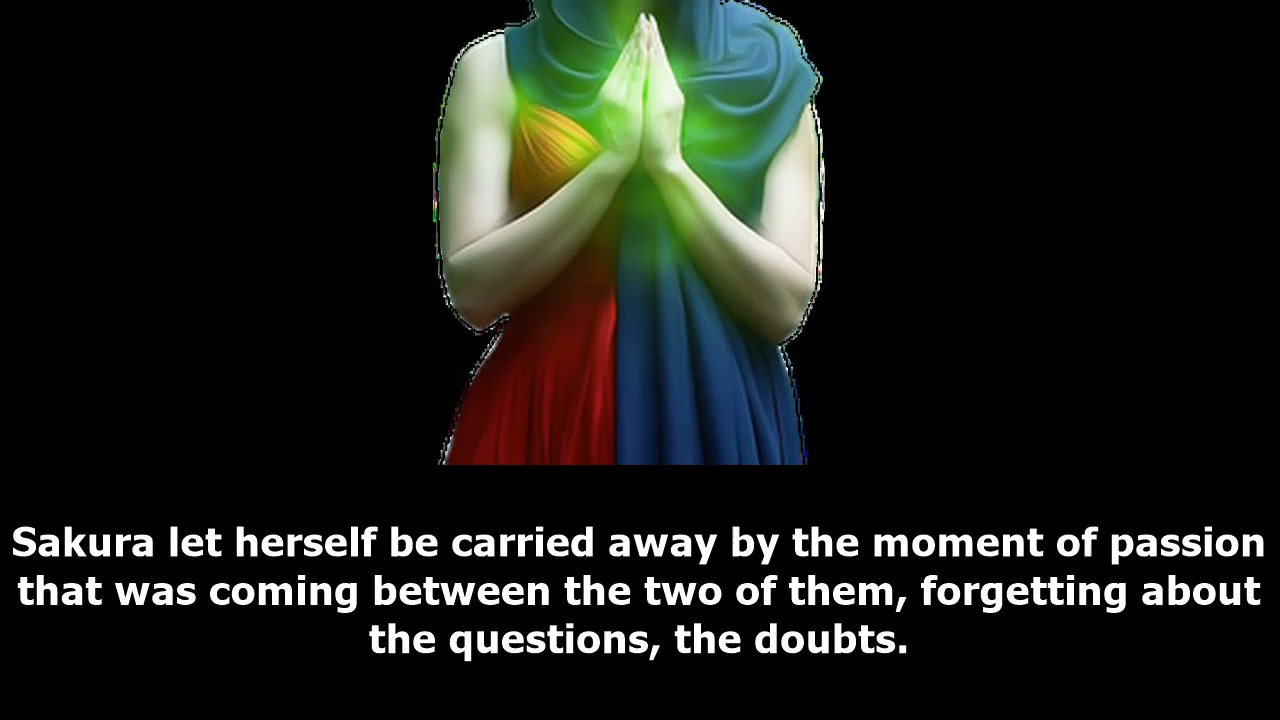 Sakura let herself be carried away by the moment of passion
that was coming between the two of them, forgetting about
the questions, the doubts.